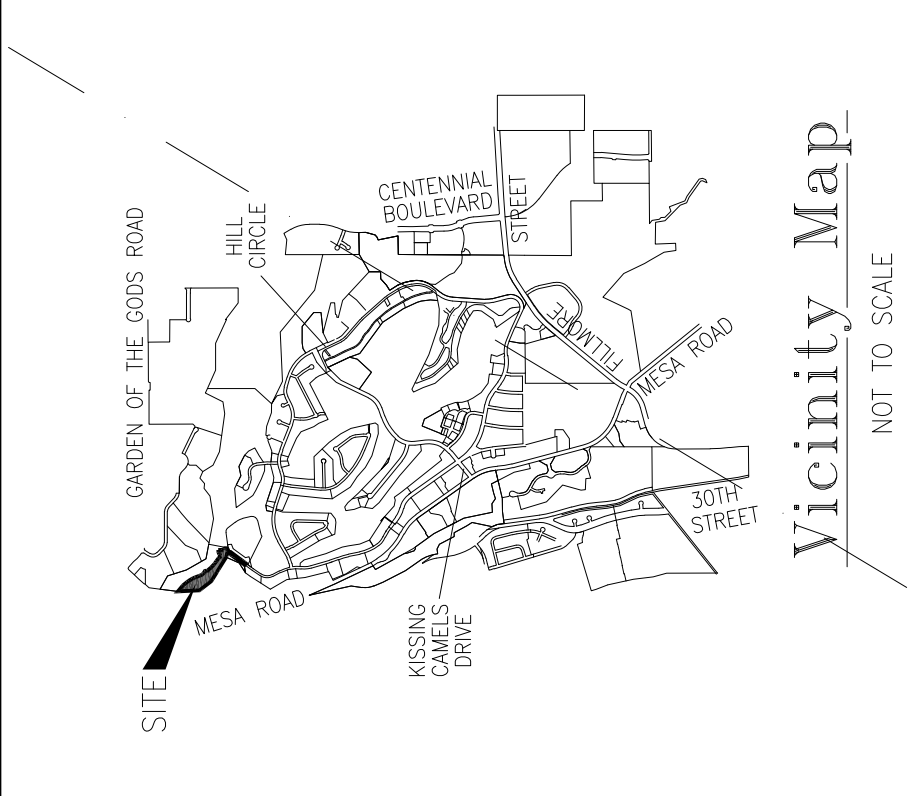 GARDEN OF THE GODS ROAD
HILL
CIRCLE
CENTENNIAL
BOULEVARD
STREET
FILLMORE
MESA ROAD
30TH
STREET
MESA ROAD
KISSING
CAMELS
DRIVE
SITE
Vicinity Map
NOT TO SCALE